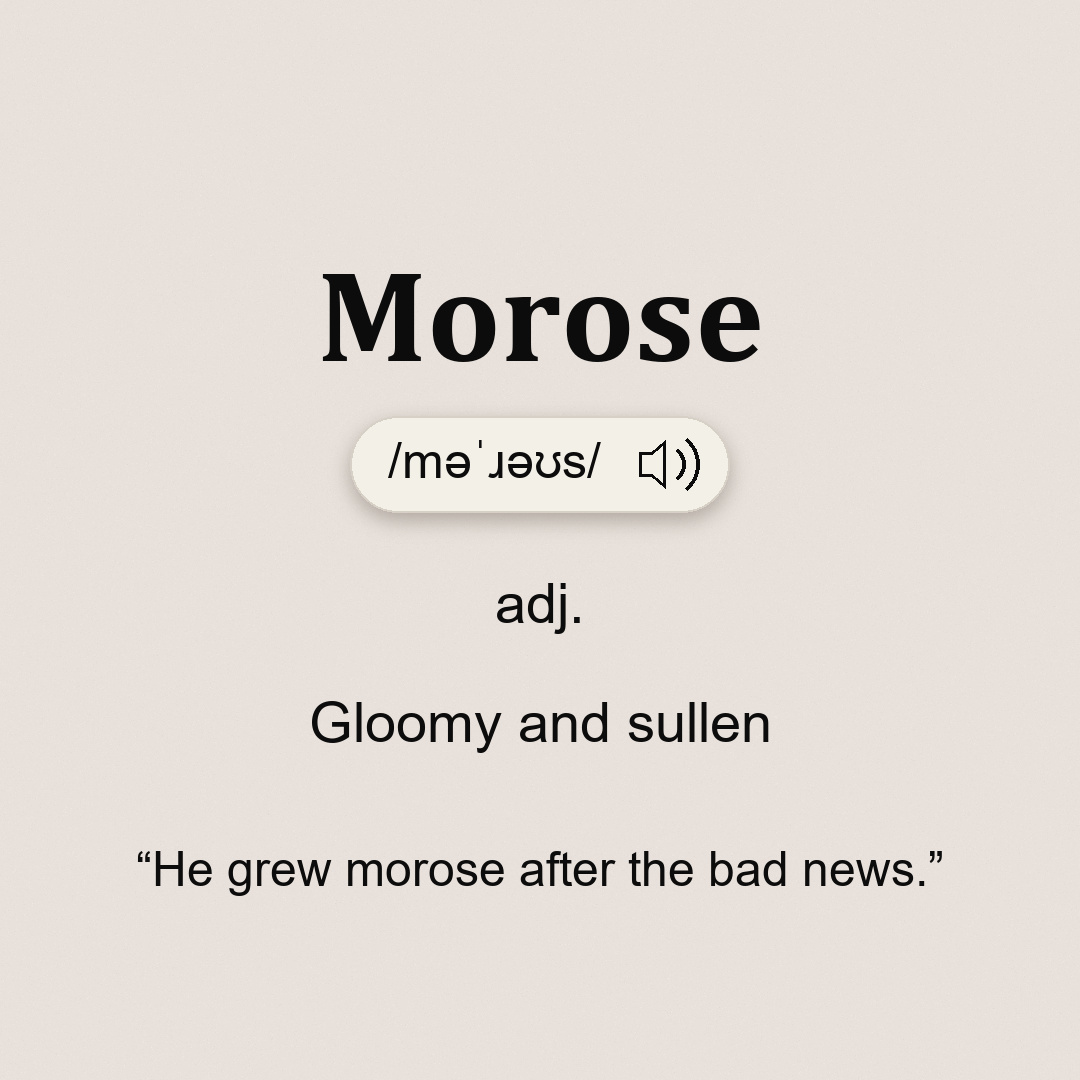 Morose
/məˈɹəʊs/
adj.
Gloomy and sullen
“He grew morose after the bad news.”